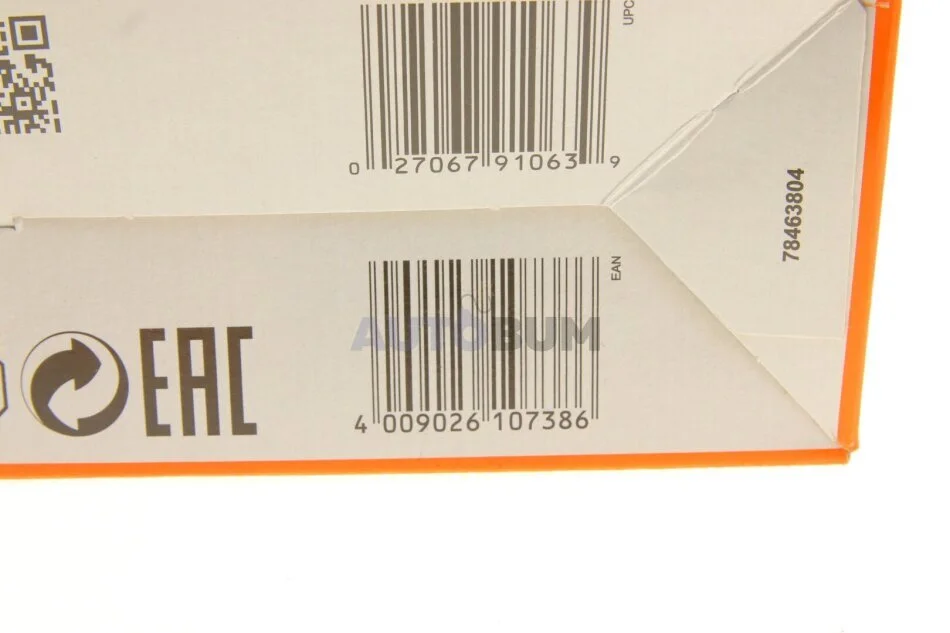 UPC
0 27067 91063 9
78463804
EAN
AUTOBUM
EAC
4 009026 107386